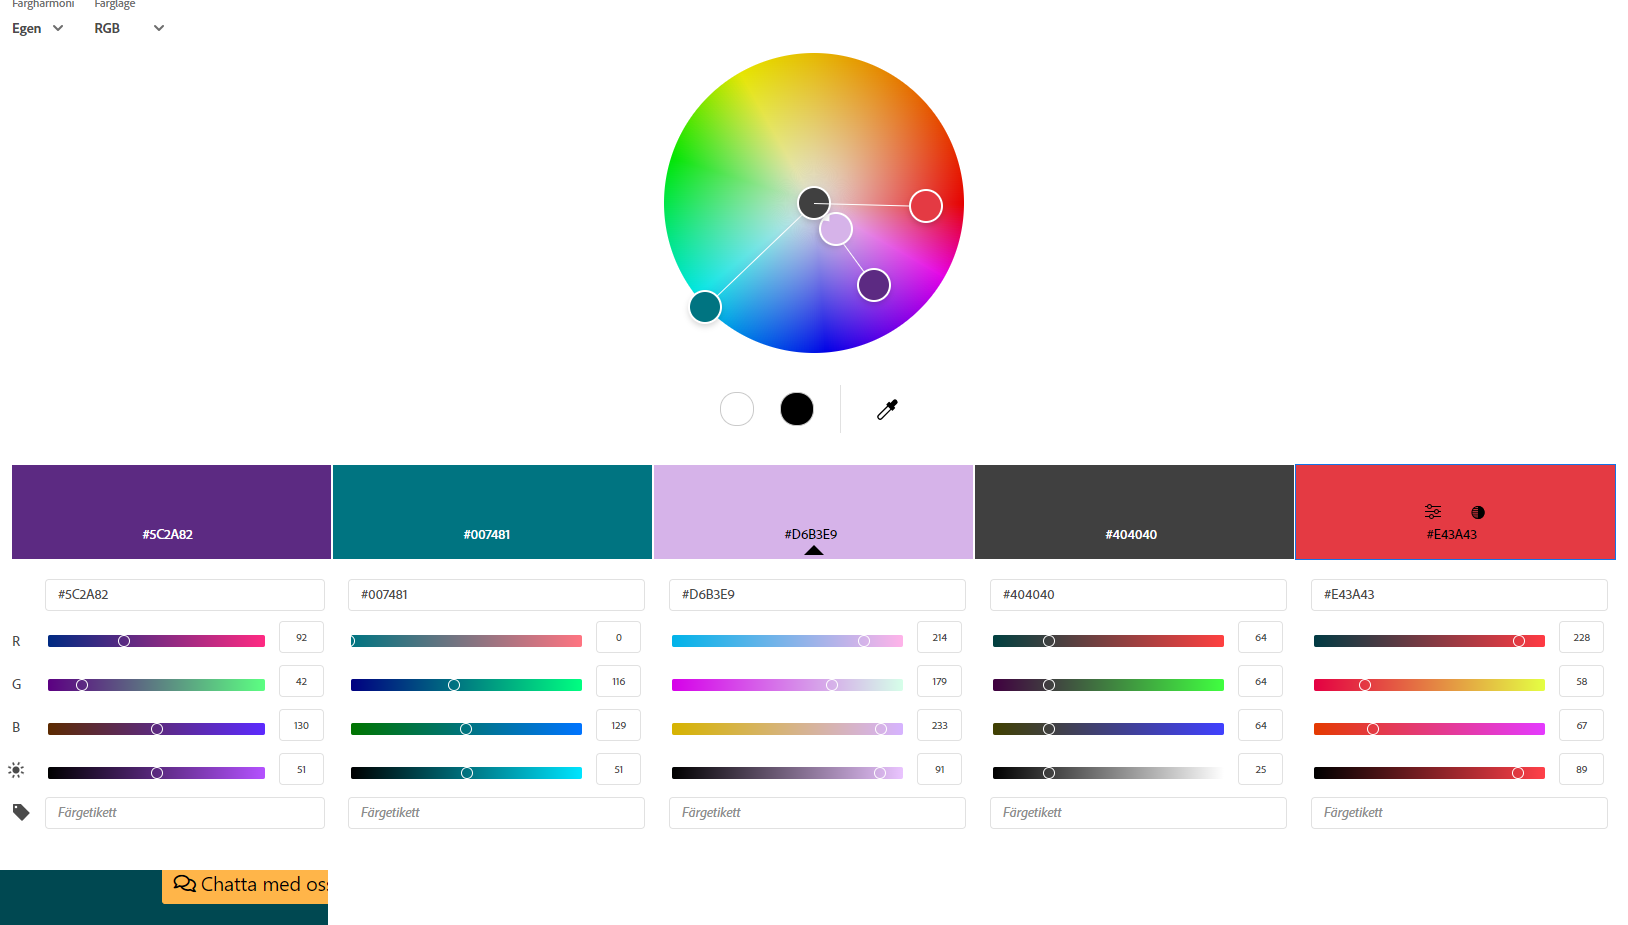 Färgharmoni Färgläge
Egen RGB
#5C2A82 #007481 #D6B3E9 #404040 #E43A43
#5C2A82 #007481 #D6B3E9 #404040 #E43A43
R 92 0 214 64 228
G 42 116 179 64 58
B 130 129 233 64 67
51 51 91 25 89
Färgetikett Färgetikett Färgetikett Färgetikett Färgetikett
Chatta med oss